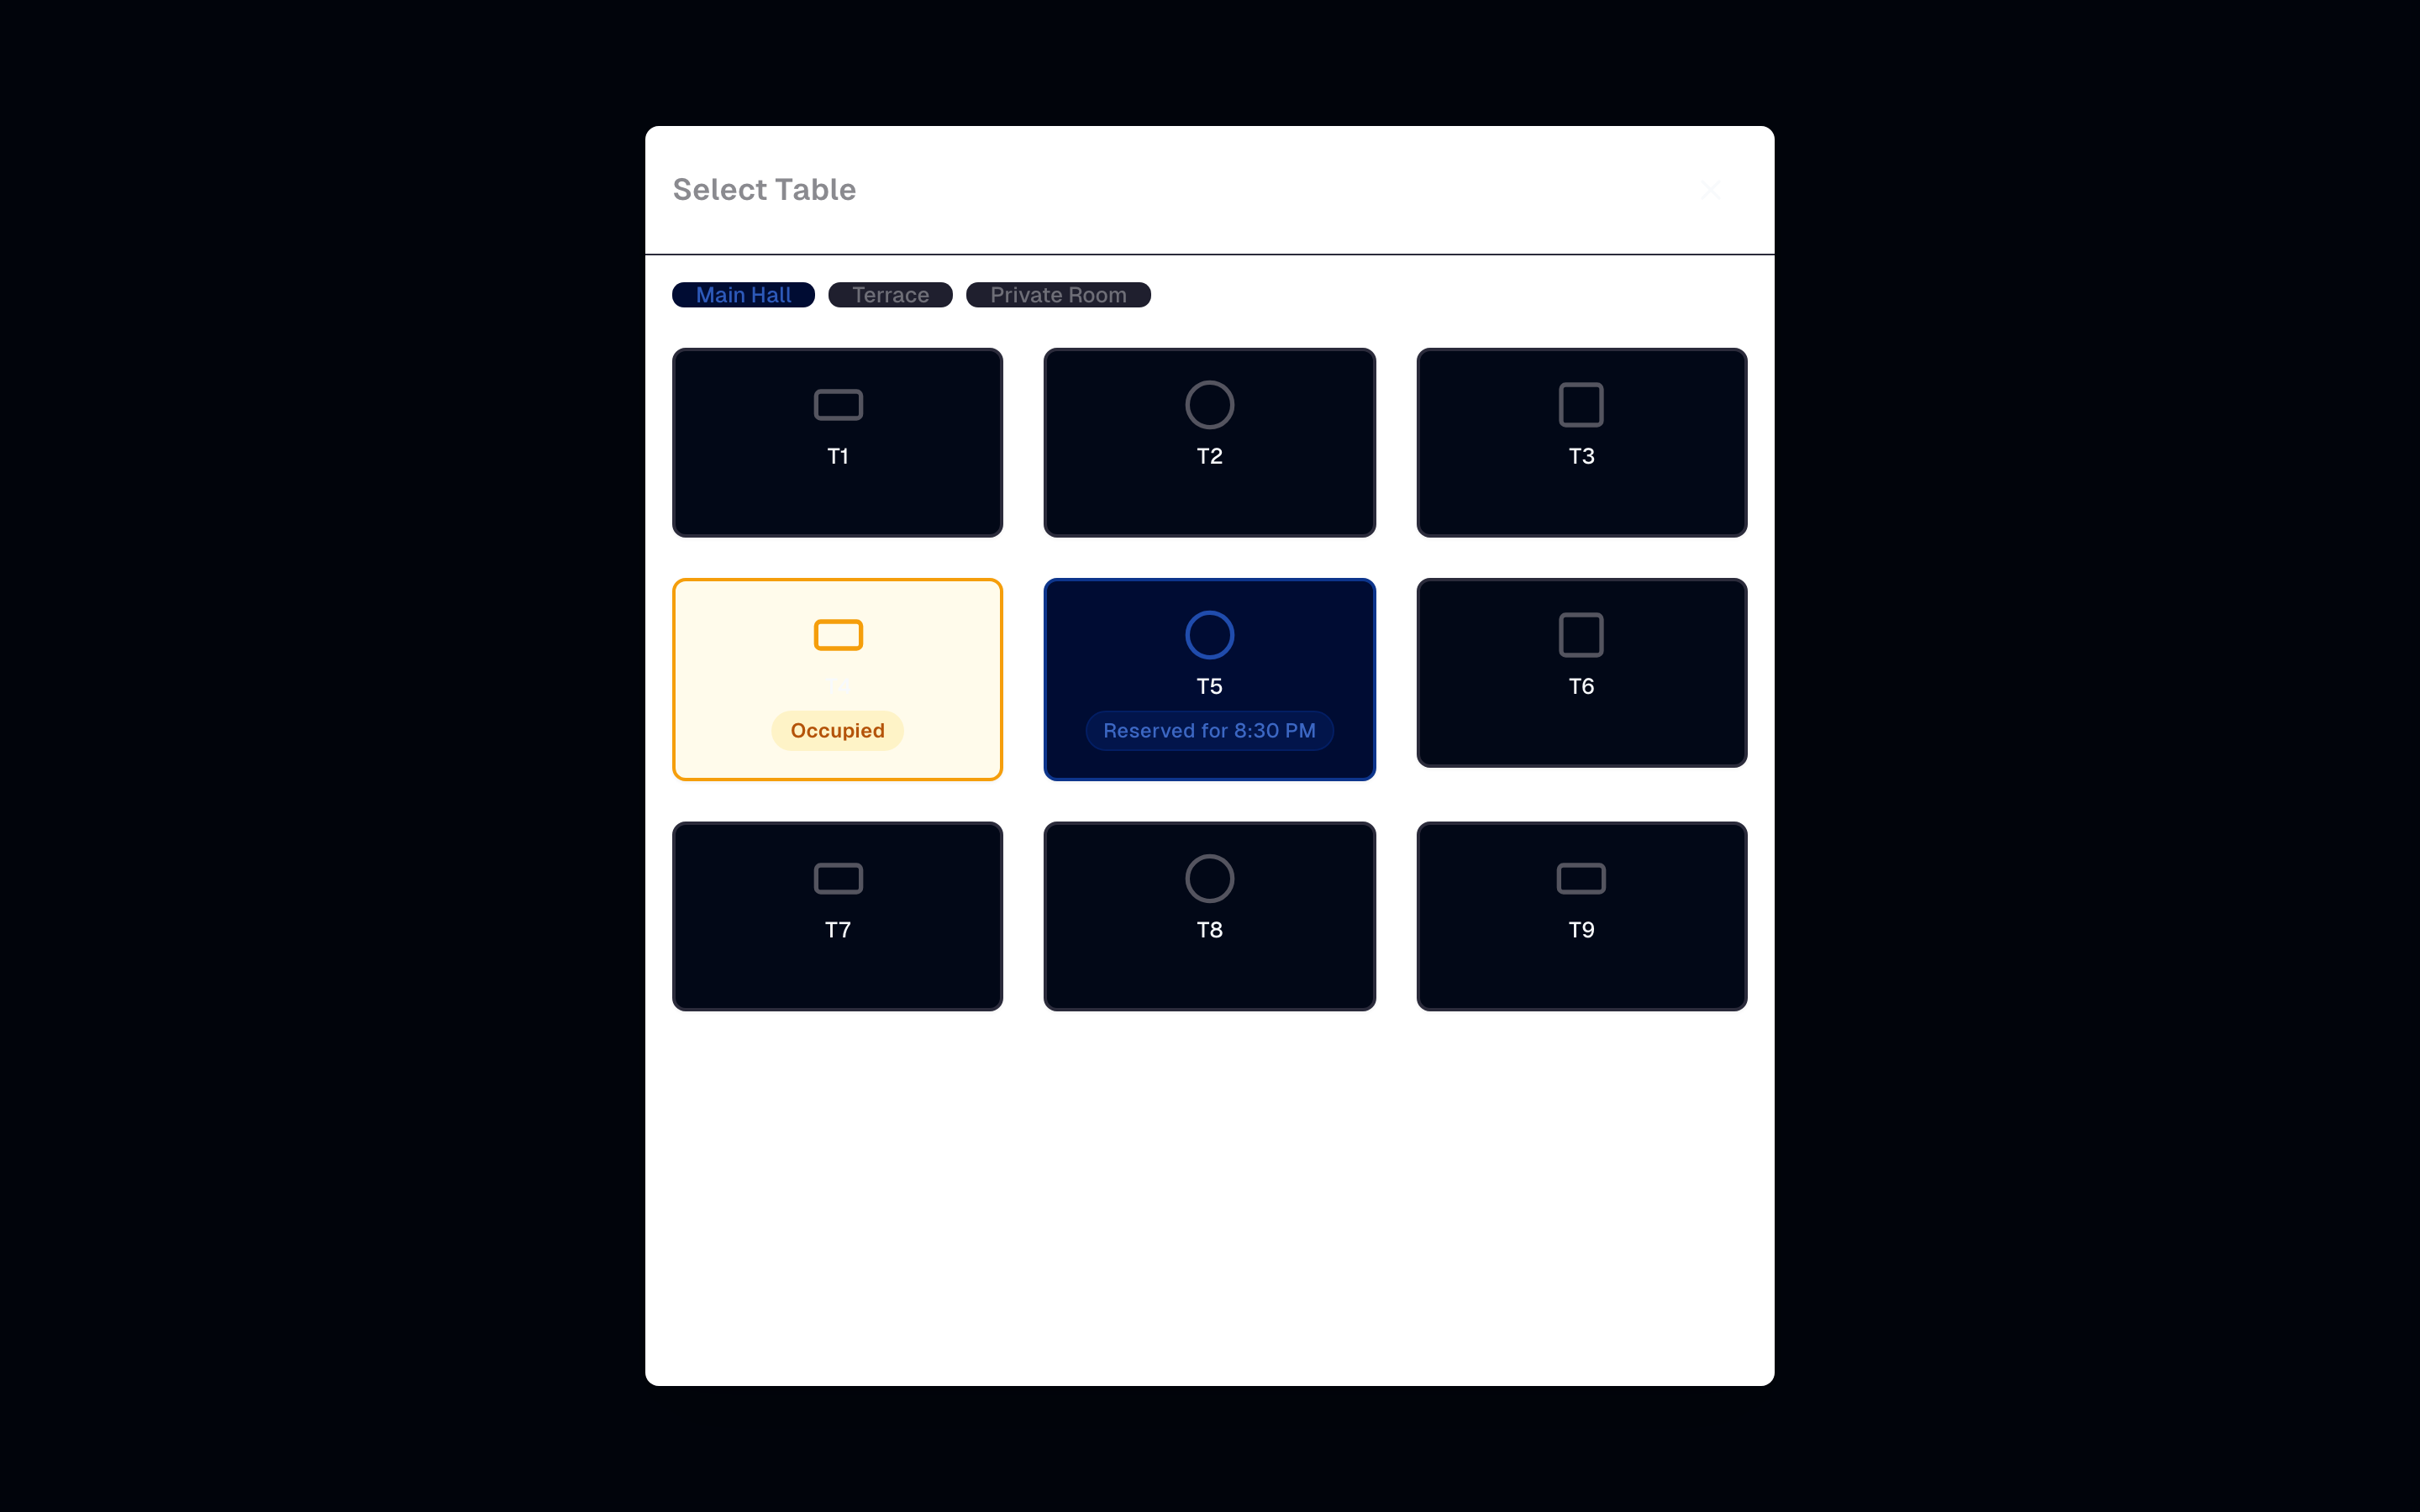 Select Table
Main Hall Terrace Private Room
T1 T2 T3
T5 T6
Occupied Reserved for 8:30 PM
T7 T8 T9